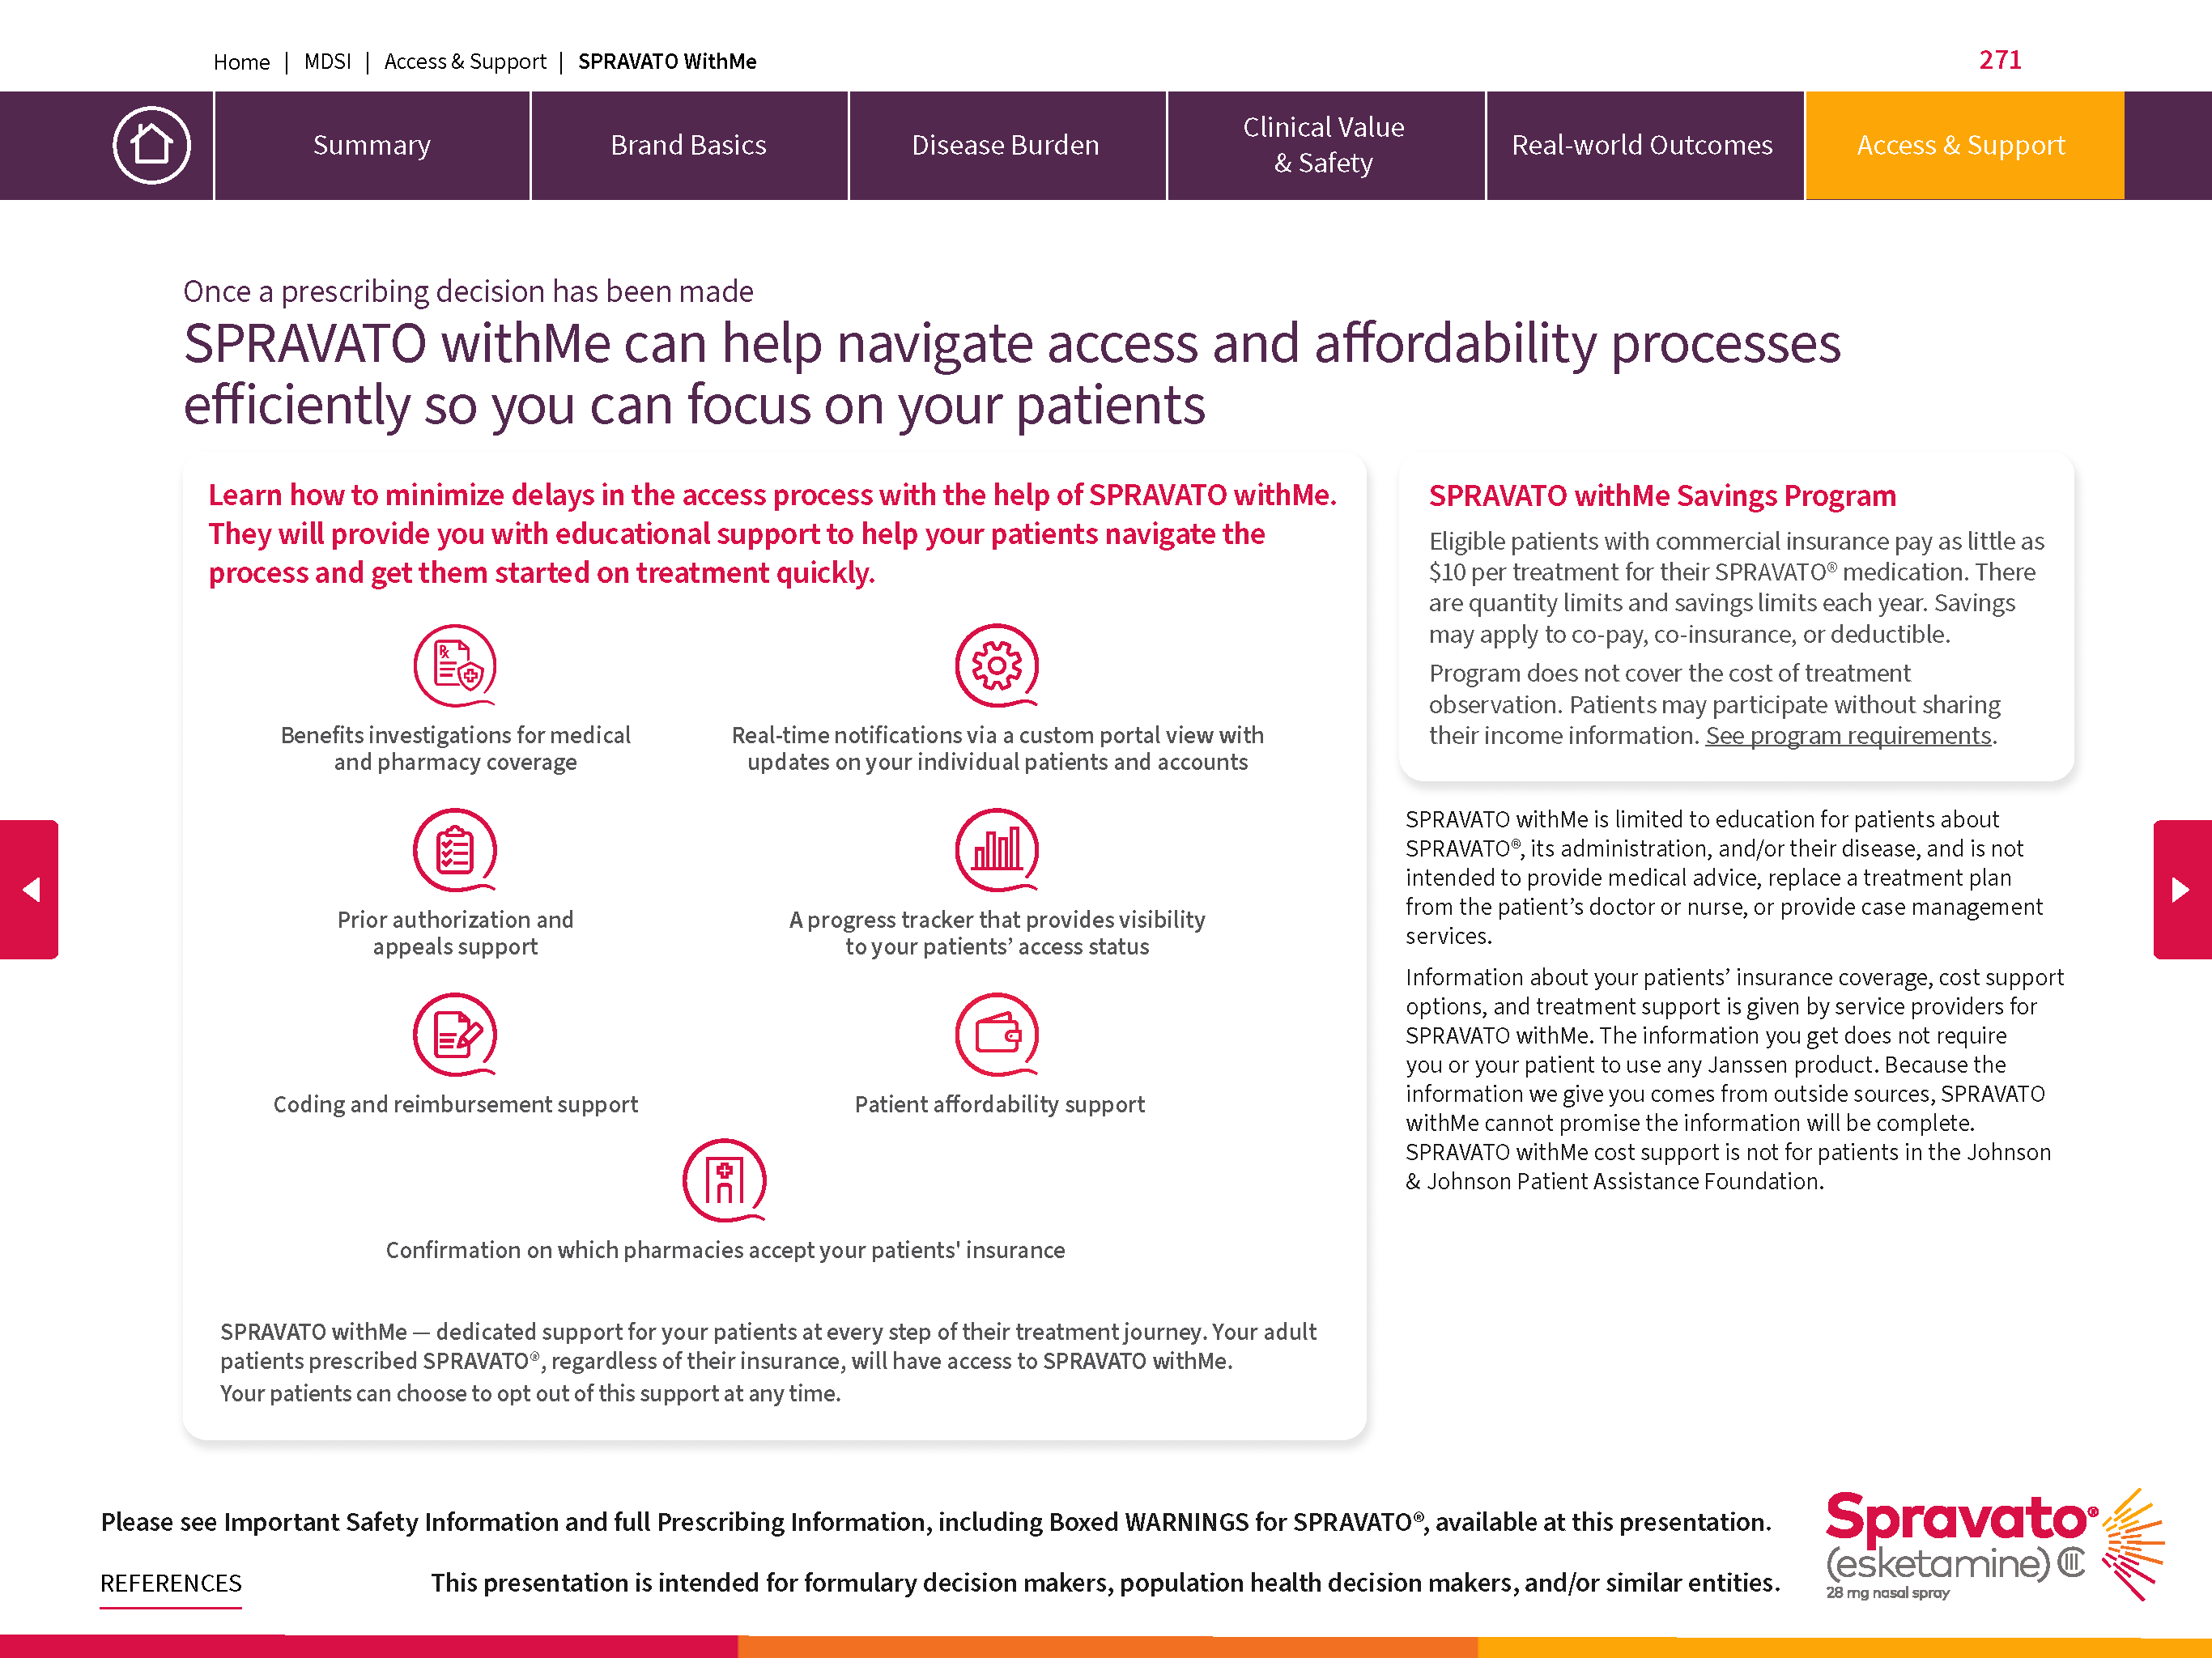 Home | MDSI | Access & Support | SPRAVATO WithMe
271
Summary
Brand Basics
Disease Burden
Clinical Value
& Safety
Real-world Outcomes
Access & Support
Once a prescribing decision has been made
SPRAVATO withMe can help navigate access and affordability processes
efficiently so you can focus on your patients
Learn how to minimize delays in the access process with the help of SPRAVATO withMe.
They will provide you with educational support to help your patients navigate the
process and get them started on treatment quickly.
Rx
Benefits investigations for medical
and pharmacy coverage
Real-time notifications via a custom portal view with
updates on your individual patients and accounts
Prior authorization and
appeals support
A progress tracker that provides visibility
to your patients’ access status
Coding and reimbursement support
Patient affordability support
Confirmation on which pharmacies accept your patients' insurance
SPRAVATO withMe — dedicated support for your patients at every step of their treatment journey. Your adult
patients prescribed SPRAVATO®, regardless of their insurance, will have access to SPRAVATO withMe.
Your patients can choose to opt out of this support at any time.
SPRAVATO withMe Savings Program
Eligible patients with commercial insurance pay as little as
$10 per treatment for their SPRAVATO® medication. There
are quantity limits and savings limits each year. Savings
may apply to co-pay, co-insurance, or deductible.
Program does not cover the cost of treatment
observation. Patients may participate without sharing
their income information. See program requirements.
SPRAVATO withMe is limited to education for patients about
SPRAVATO®, its administration, and/or their disease, and is not
intended to provide medical advice, replace a treatment plan
from the patient’s doctor or nurse, or provide case management
services.
Information about your patients’ insurance coverage, cost support
options, and treatment support is given by service providers for
SPRAVATO withMe. The information you get does not require
you or your patient to use any Janssen product. Because the
information we give you comes from outside sources, SPRAVATO
withMe cannot promise the information will be complete.
SPRAVATO withMe cost support is not for patients in the Johnson
& Johnson Patient Assistance Foundation.
Please see Important Safety Information and full Prescribing Information, including Boxed WARNINGS for SPRAVATO®, available at this presentation.
REFERENCES
This presentation is intended for formulary decision makers, population health decision makers, and/or similar entities.
Spravato®
(esketamine) CIII
28 mg nasal spray